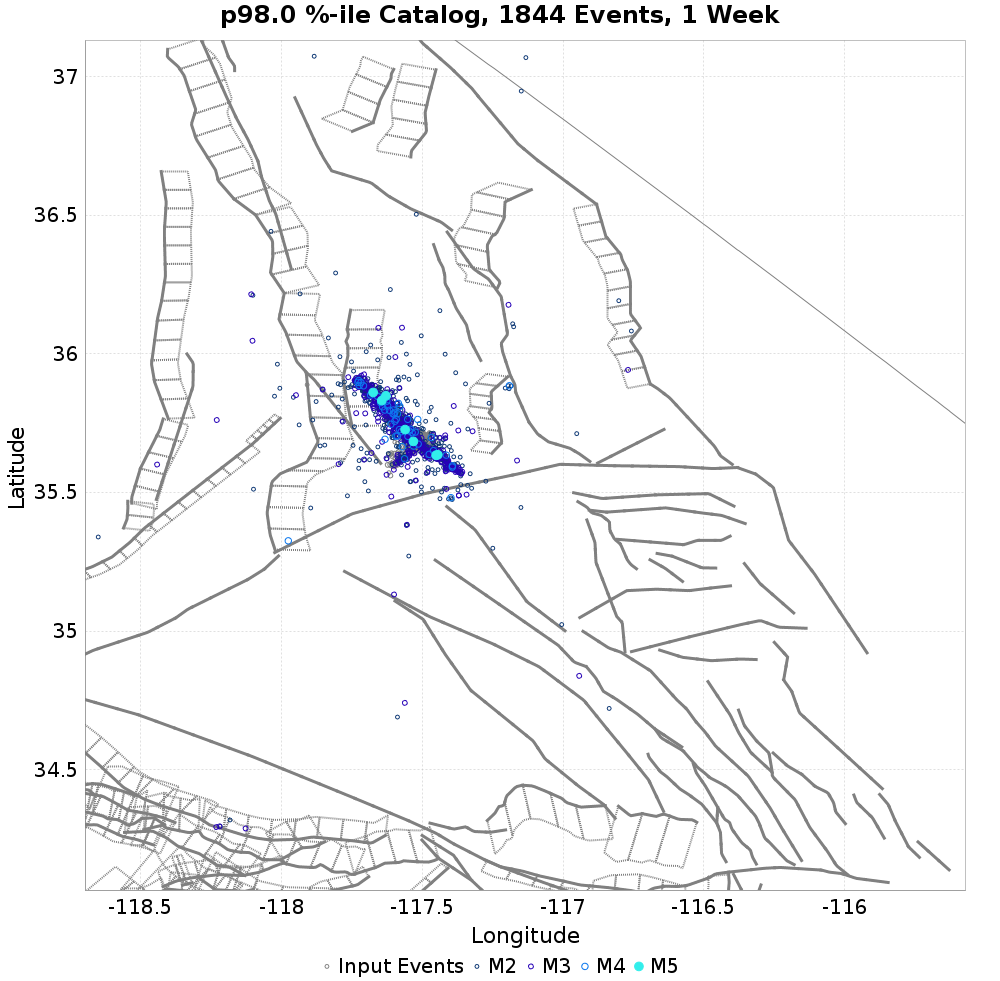 p98.0 %-ile Catalog, 1844 Events, 1 Week
37
36.5
36
35.5
35
34.5
Latitude
-118.5 -118 -117.5 -117 -116.5 -116
Longitude
Input Events M2 M3 M4 M5